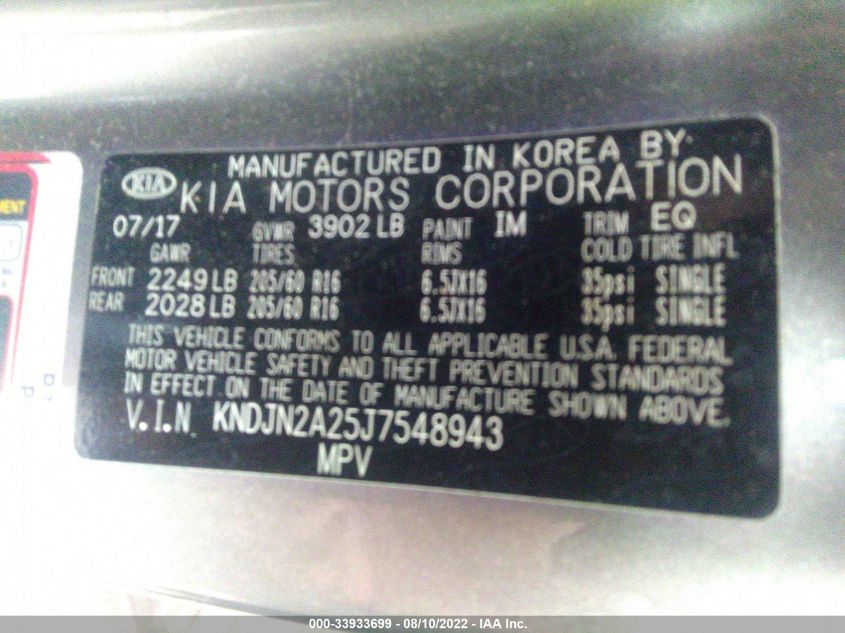 MANUFACTURED IN KOREA BY
KIA KIA MOTORS CORPORATION
07/17 GVWR 3902 LB PAINT IM TRIM EQ
GAWR TIRES RIMS COLD TIRE INFL
FRONT 2249 LB 205/60 R16 6.5JX16 35psi SINGLE
REAR 2028 LB 205/60 R16 6.5JX16 35psi SINGLE
THIS VEHICLE CONFORMS TO ALL APPLICABLE U.S.A. FEDERAL
MOTOR VEHICLE SAFETY AND THEFT PREVENTION STANDARDS
IN EFFECT ON THE DATE OF MANUFACTURE SHOWN ABOVE.
V.I.N KNDJN2A25J7548943
MPV
000-33933699 - 08/10/2022 - IAA Inc.